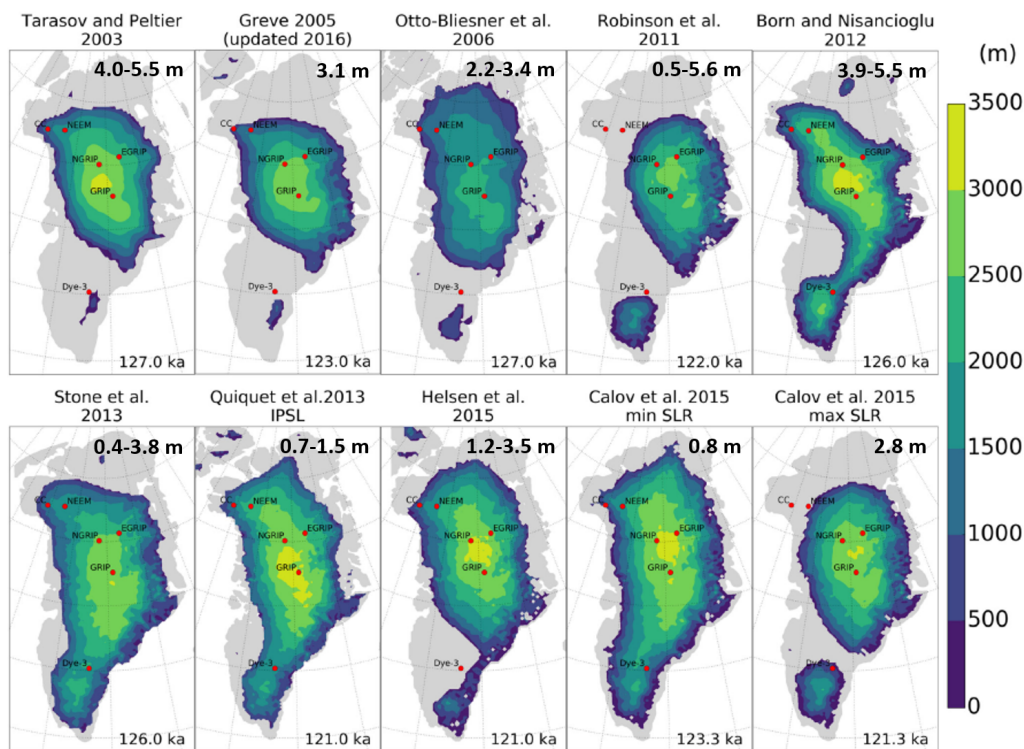 Tarasov and Peltier
2003
4.0-5.5 m
CC
NEEM
NGRIP
EGRIP
GRIP
Dye-3
127.0 ka
Greve 2005
(updated 2016)
3.1 m
CC
NEEM
NGRIP
EGRIP
GRIP
Dye-3
123.0 ka
Otto-Bliesner et al.
2006
2.2-3.4 m
CC
NEEM
NGRIP
EGRIP
GRIP
Dye-3
127.0 ka
Robinson et al.
2011
0.5-5.6 m
CC
NEEM
NGRIP
EGRIP
GRIP
Dye-3
122.0 ka
Born and Nisancioglu
2012
3.9-5.5 m
CC
NEEM
NGRIP
EGRIP
GRIP
Dye-3
126.0 ka
(m)
3500
3000
2500
2000
1500
1000
500
0
Stone et al.
2013
0.4-3.8 m
CC
NEEM
NGRIP
EGRIP
GRIP
Dye-3
126.0 ka
Quiquet et al.2013
IPSL
0.7-1.5 m
CC
NEEM
NGRIP
EGRIP
GRIP
Dye-3
121.0 ka
Helsen et al.
2015
1.2-3.5 m
CC
NEEM
NGRIP
EGRIP
GRIP
Dye-3
121.0 ka
Calov et al. 2015
min SLR
0.8 m
CC
NEEM
NGRIP
EGRIP
GRIP
Dye-3
123.3 ka
Calov et al. 2015
max SLR
2.8 m
CC
NEEM
NGRIP
EGRIP
GRIP
Dye-3
121.3 ka